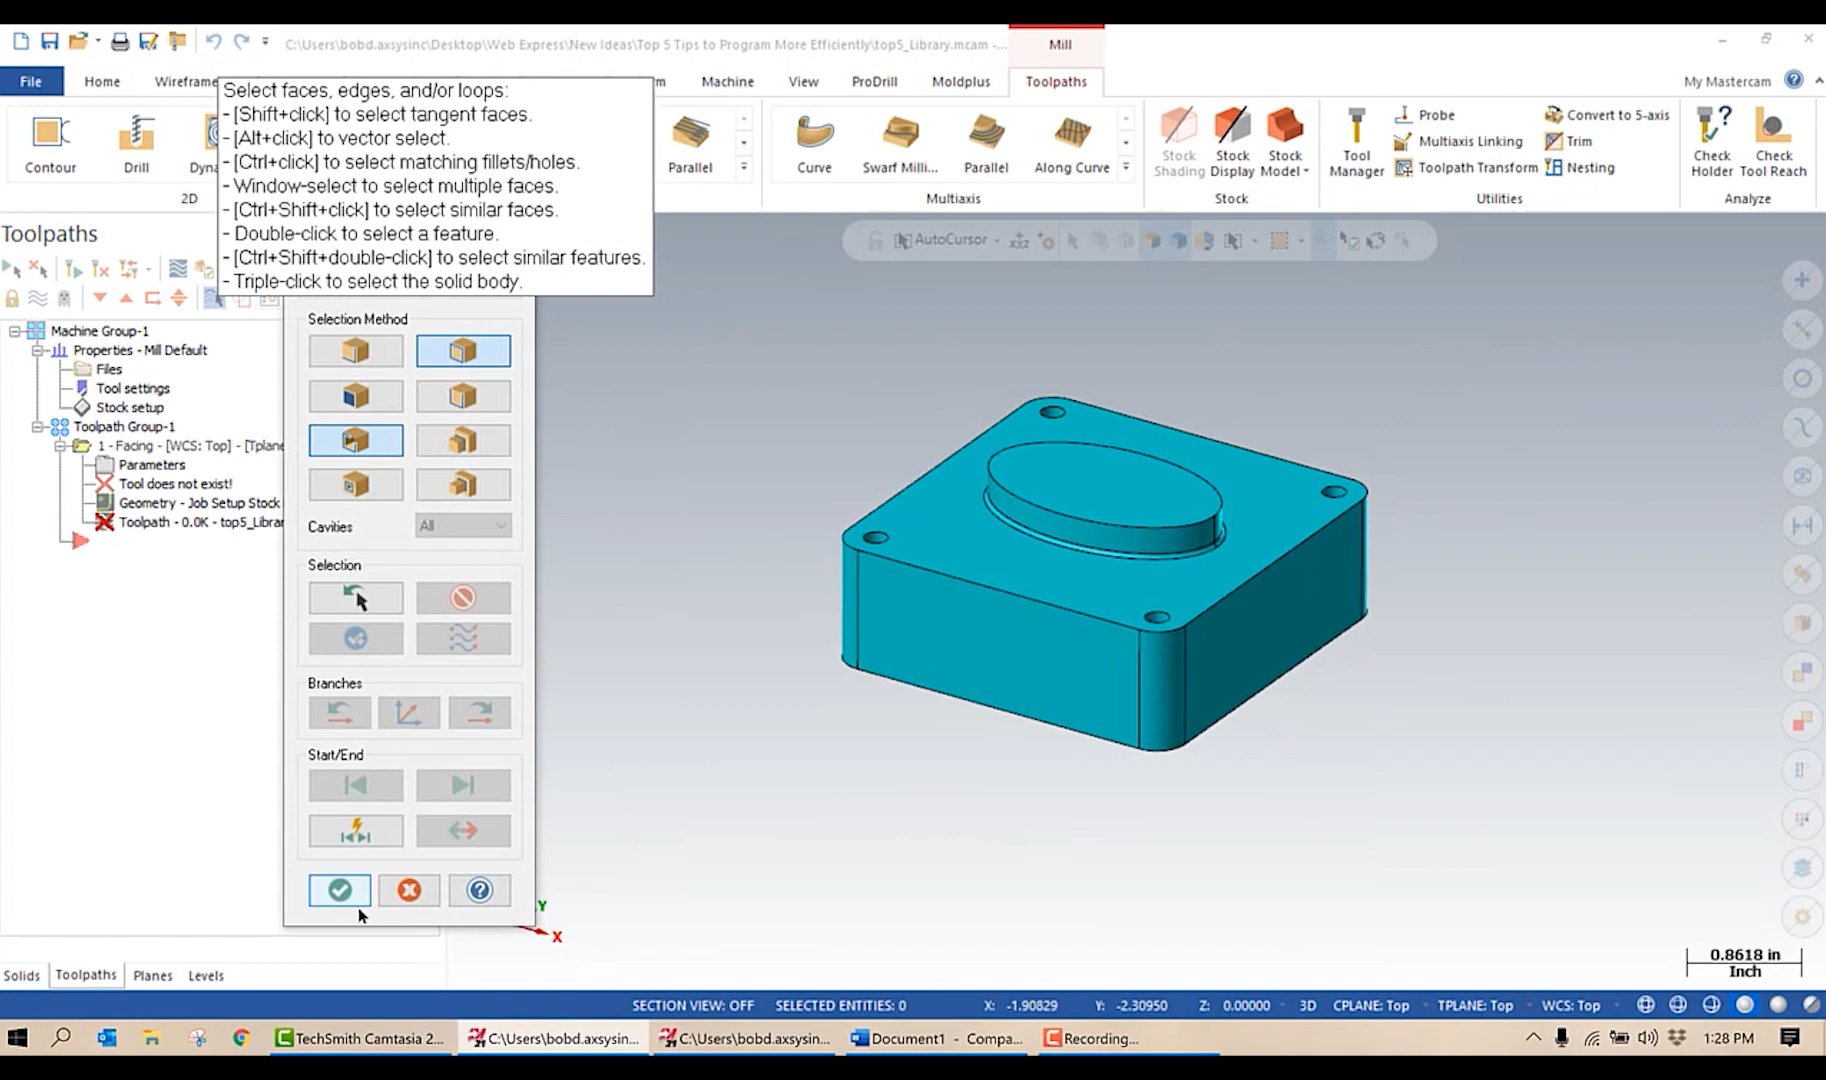 C:\Users\bobd.axsysinc\Desktop\Web Express\New Ideas\Top 5 Tips to Program More Efficiently\top5_Library.mcam -...
Mill
File
Home
Wireframe
m
Machine
View
ProDrill
Moldplus
Toolpaths
My Mastercam
Select faces, edges, and/or loops:
- [Shift+click] to select tangent faces.
- [Alt+click] to vector select.
- [Ctrl+click] to select matching fillets/holes.
- Window-select to select multiple faces.
- [Ctrl+Shift+click] to select similar faces.
- Double-click to select a feature.
- [Ctrl+Shift+double-click] to select similar features.
- Triple-click to select the solid body.
Contour
Drill
Dyna
2D
Parallel
Curve
Swarf Milli...
Parallel
Along Curve
Multiaxis
Stock Shading
Stock Display
Stock Model
Stock
Tool Manager
Probe
Multiaxis Linking
Toolpath Transform
Convert to 5-axis
Trim
Nesting
Utilities
Check Holder
Check Tool Reach
Analyze
Toolpaths
AutoCursor
xyz
Machine Group-1
Properties - Mill Default
Files
Tool settings
Stock setup
Toolpath Group-1
1 - Facing - [WCS: Top] - [Tplane
Parameters
Tool does not exist!
Geometry - Job Setup Stock
Toolpath - 0.0K - top5_Librar
Selection Method
Cavities
All
Selection
Branches
Start/End
Y
X
0.8618 in
Inch
Solids
Toolpaths
Planes
Levels
SECTION VIEW: OFF
SELECTED ENTITIES: 0
X: -1.90829
Y: -2.30950
Z: 0.00000
3D
CPLANE: Top
TPLANE: Top
WCS: Top
TechSmith Camtasia 2...
C:\Users\bobd.axsysin...
C:\Users\bobd.axsysin...
Document1 - Compa...
Recording...
1:28 PM